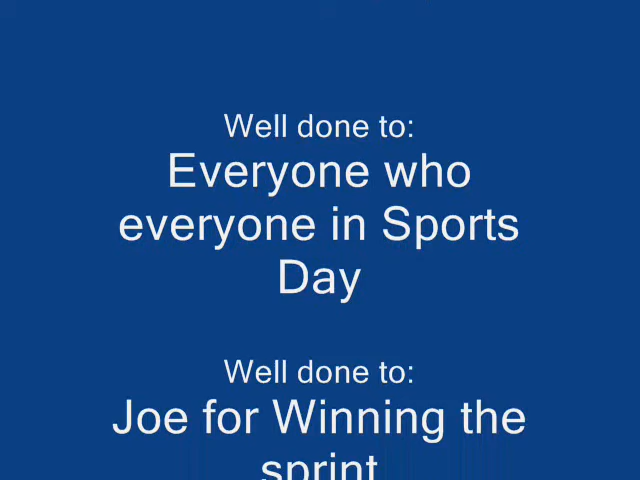 Well done to:
Everyone who
everyone in Sports
Day
Well done to:
Joe for Winning the
sprint